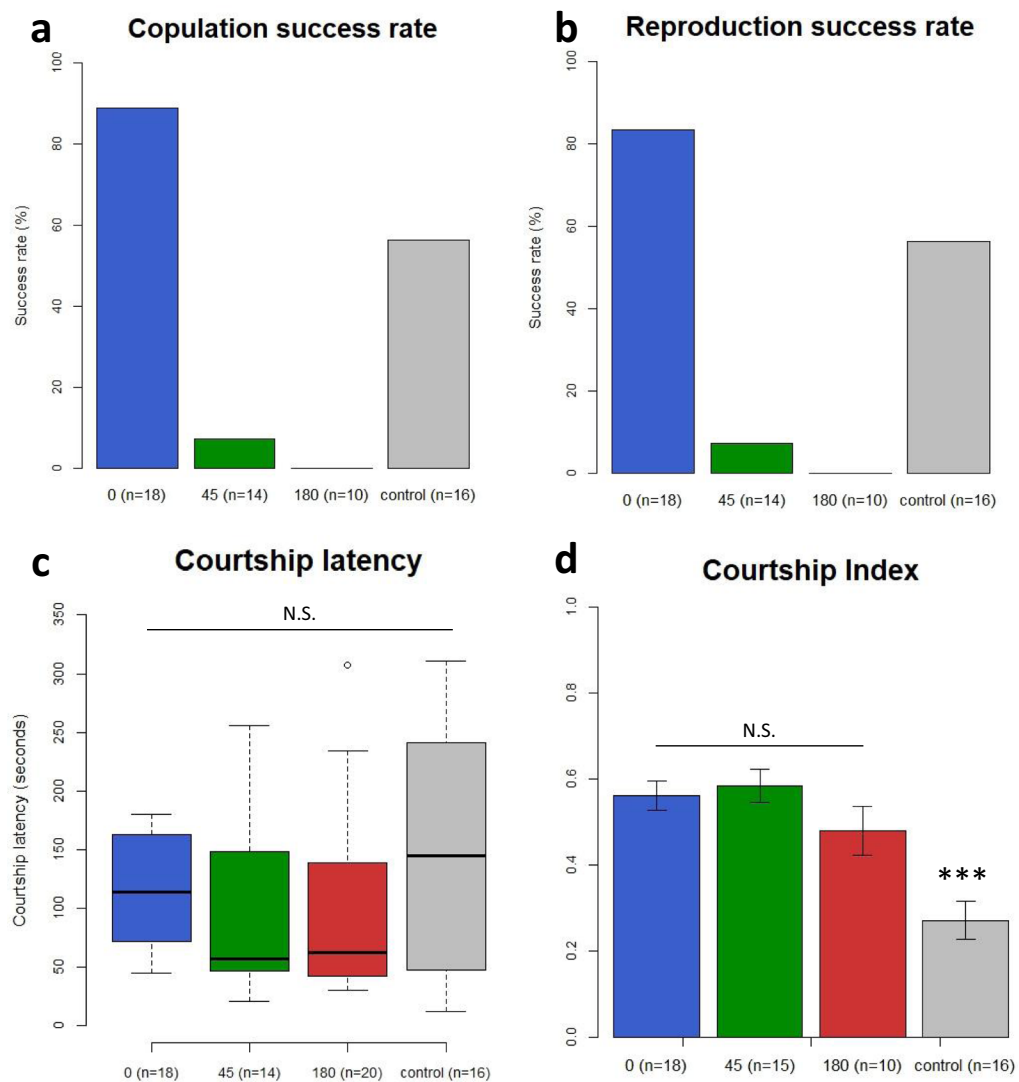 a
Copulation success rate
Success rate (%)
100
80
60
40
20
0
0 (n=18) 45 (n=14) 180 (n=10) control (n=16)
b
Reproduction success rate
Success rate (%)
100
80
60
40
20
0
0 (n=18) 45 (n=14) 180 (n=10) control (n=16)
c
Courtship latency
N.S.
Courtship latency (seconds)
350
300
250
200
150
100
50
0
0 (n=18) 45 (n=14) 180 (n=20) control (n=16)
d
Courtship Index
N.S.
***
1.0
0.8
0.6
0.4
0.2
0.0
0 (n=18) 45 (n=15) 180 (n=10) control (n=16)